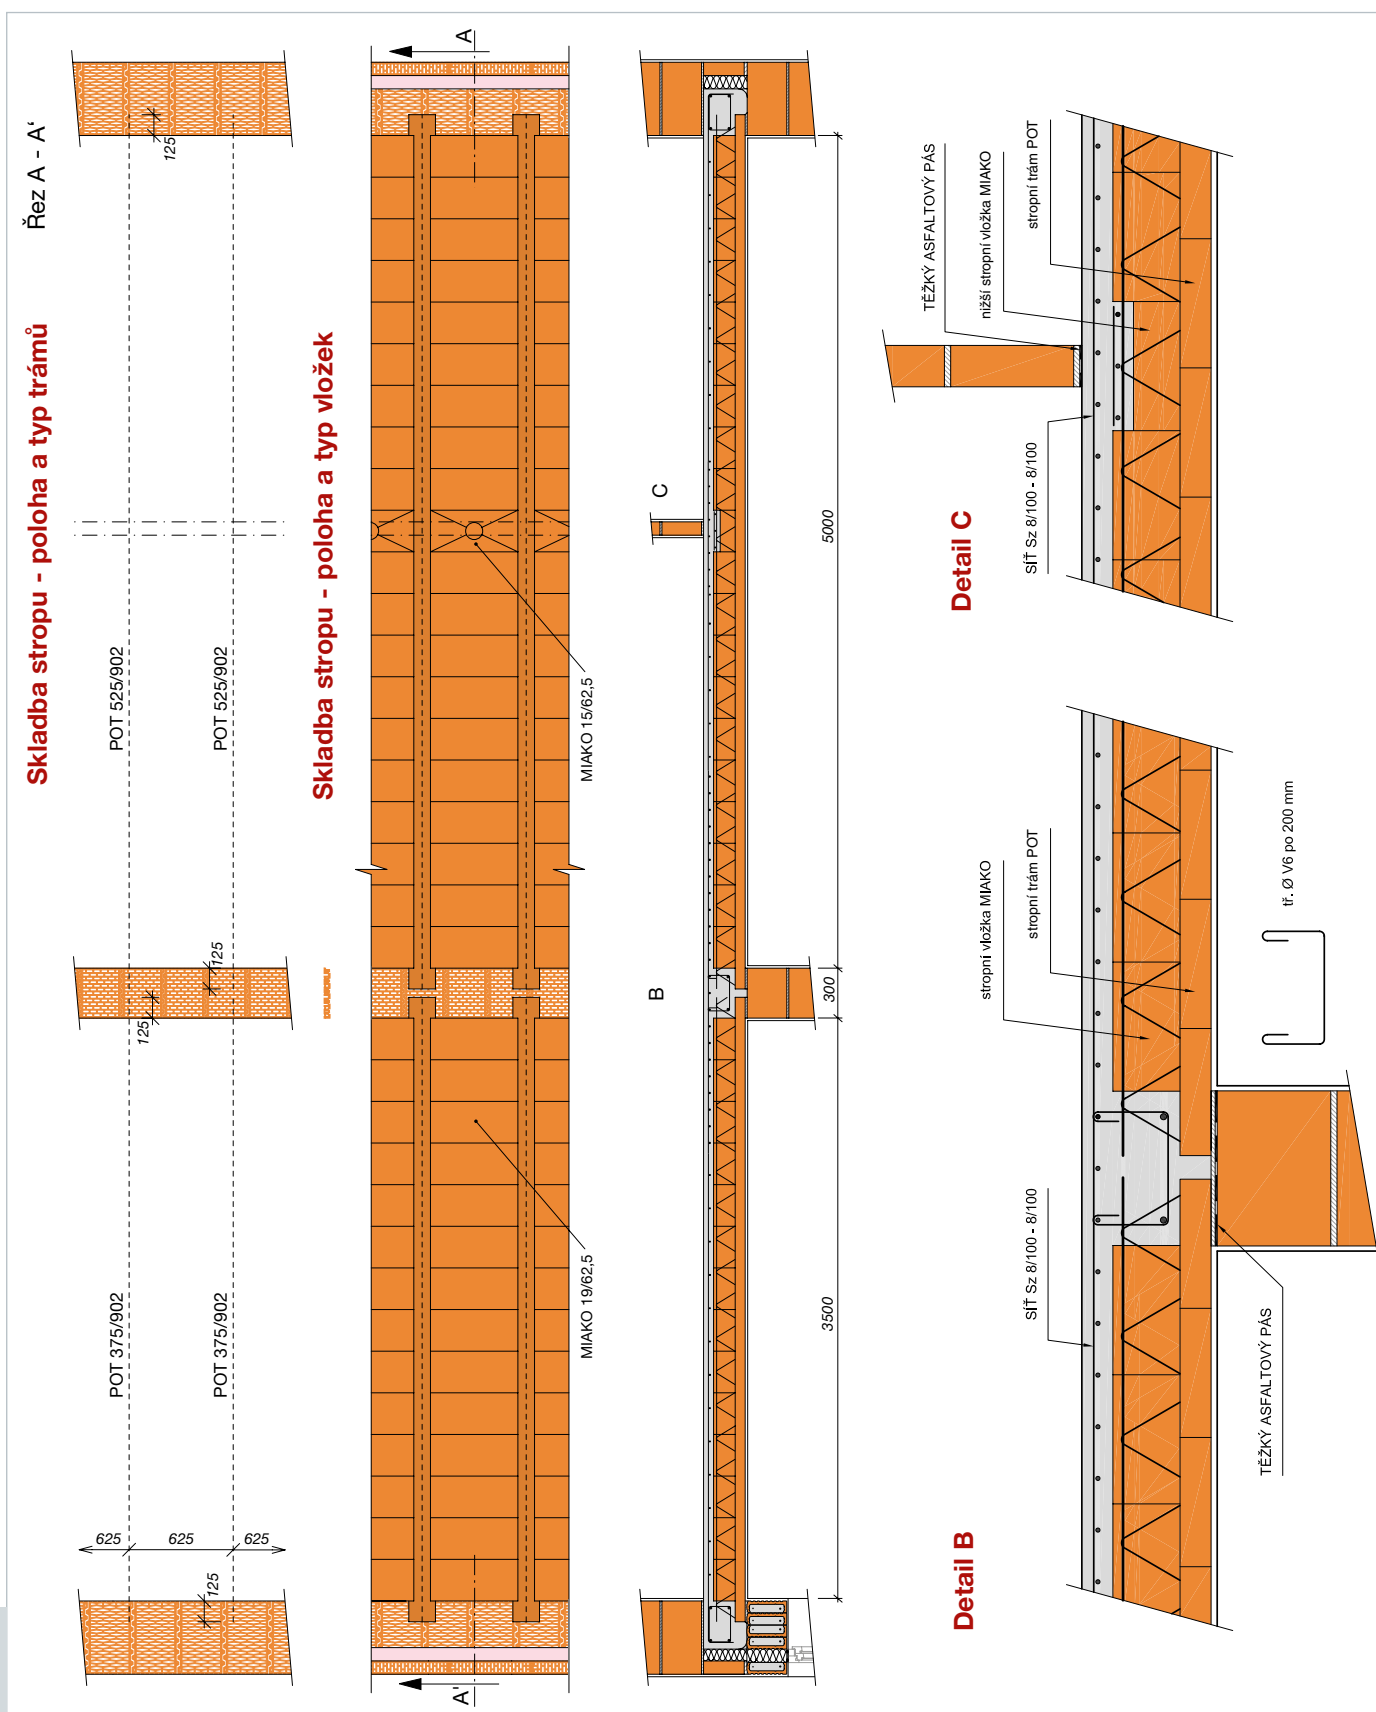 Skladba stropu - poloha a typ trámů
Řez A - A'
POT 375/902
POT 525/902
POT 375/902
POT 525/902
625
625
625
125
125
125
125
Skladba stropu - poloha a typ vložek
A'
A
MIAKO 19/62,5
MIAKO 15/62,5
B
C
3500
300
5000
Detail B
SÍŤ Sz 8/100 - 8/100
stropní vložka MIAKO
stropní trám POT
TĚŽKÝ ASFALTOVÝ PÁS
tř. Ø V6 po 200 mm
Detail C
SÍŤ Sz 8/100 - 8/100
TĚŽKÝ ASFALTOVÝ PÁS
nižší stropní vložka MIAKO
stropní trám POT